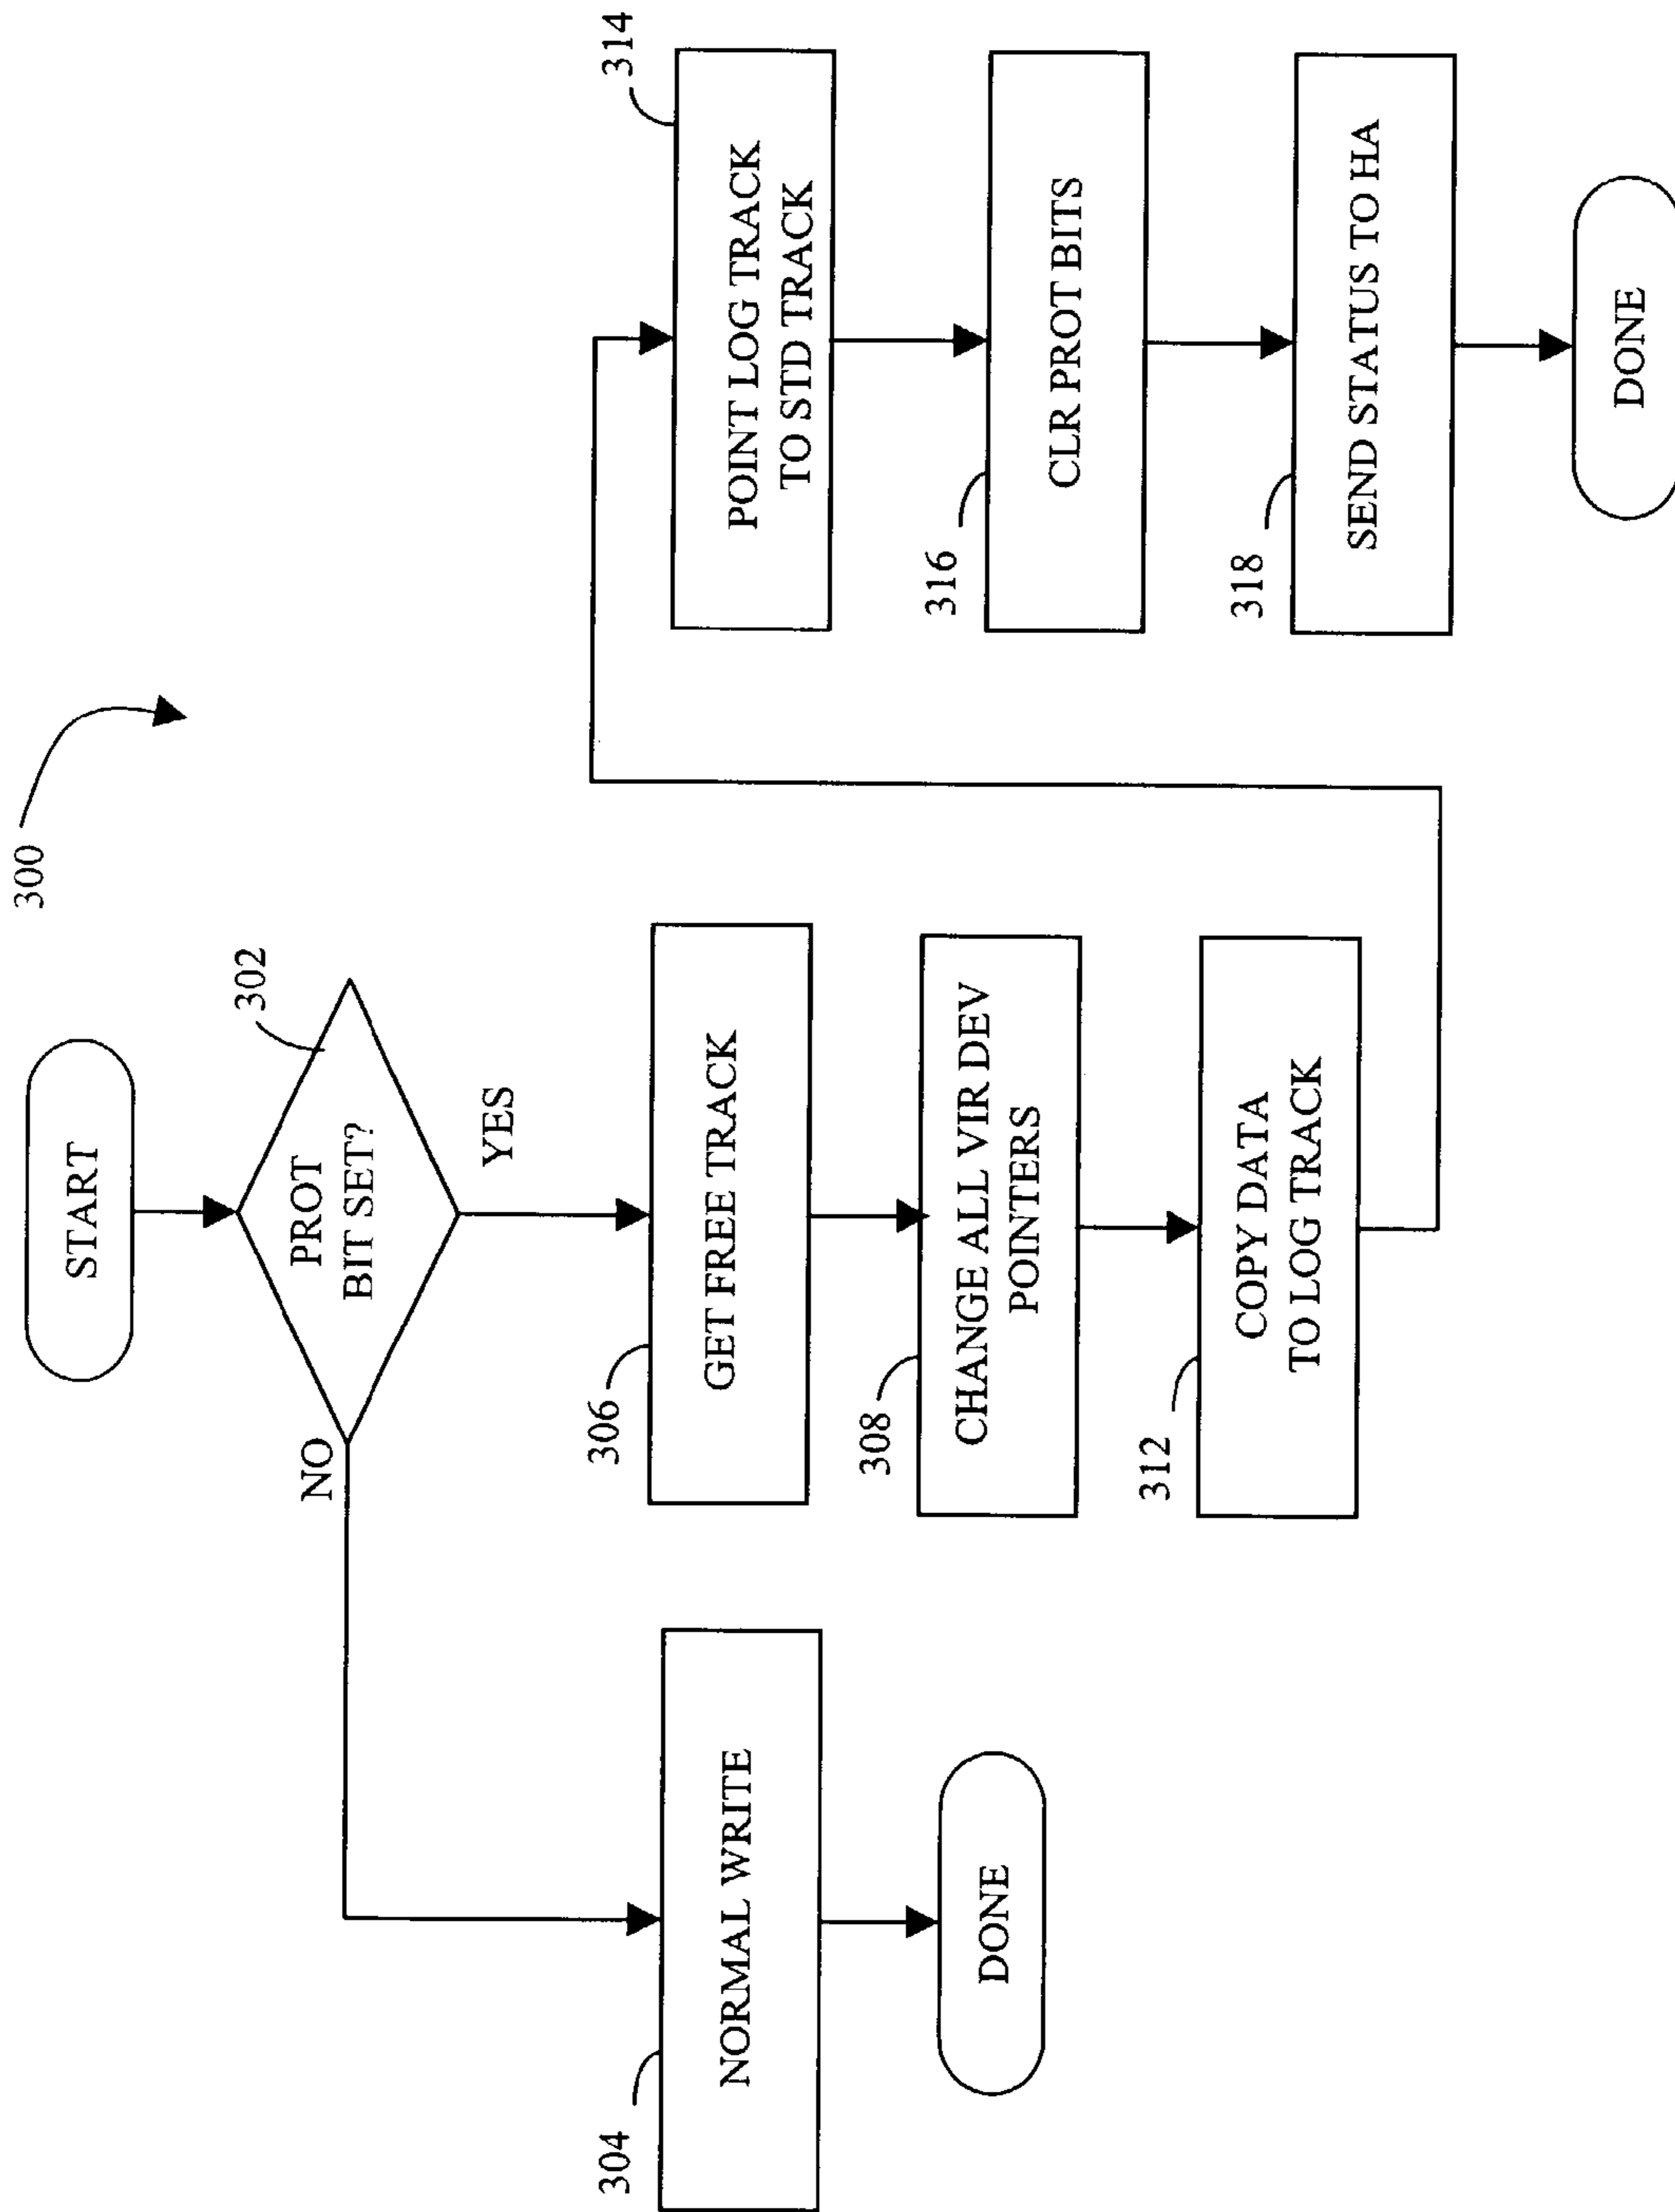 300
START
302
PROT
BIT SET?
NO
YES
304
NORMAL WRITE
DONE
306
GET FREE TRACK
308
CHANGE ALL VIR DEV
POINTERS
312
COPY DATA
TO LOG TRACK
314
POINT LOG TRACK
TO STD TRACK
316
CLR PROT BITS
318
SEND STATUS TO HA
DONE